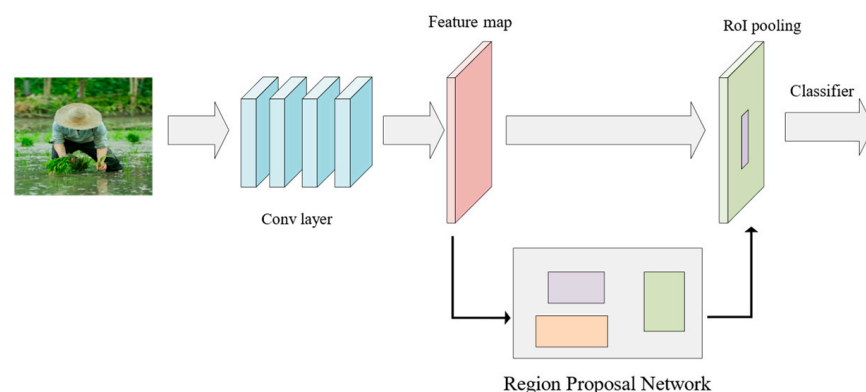 Feature map
RoI pooling
Classifier
Conv layer
Region Proposal Network